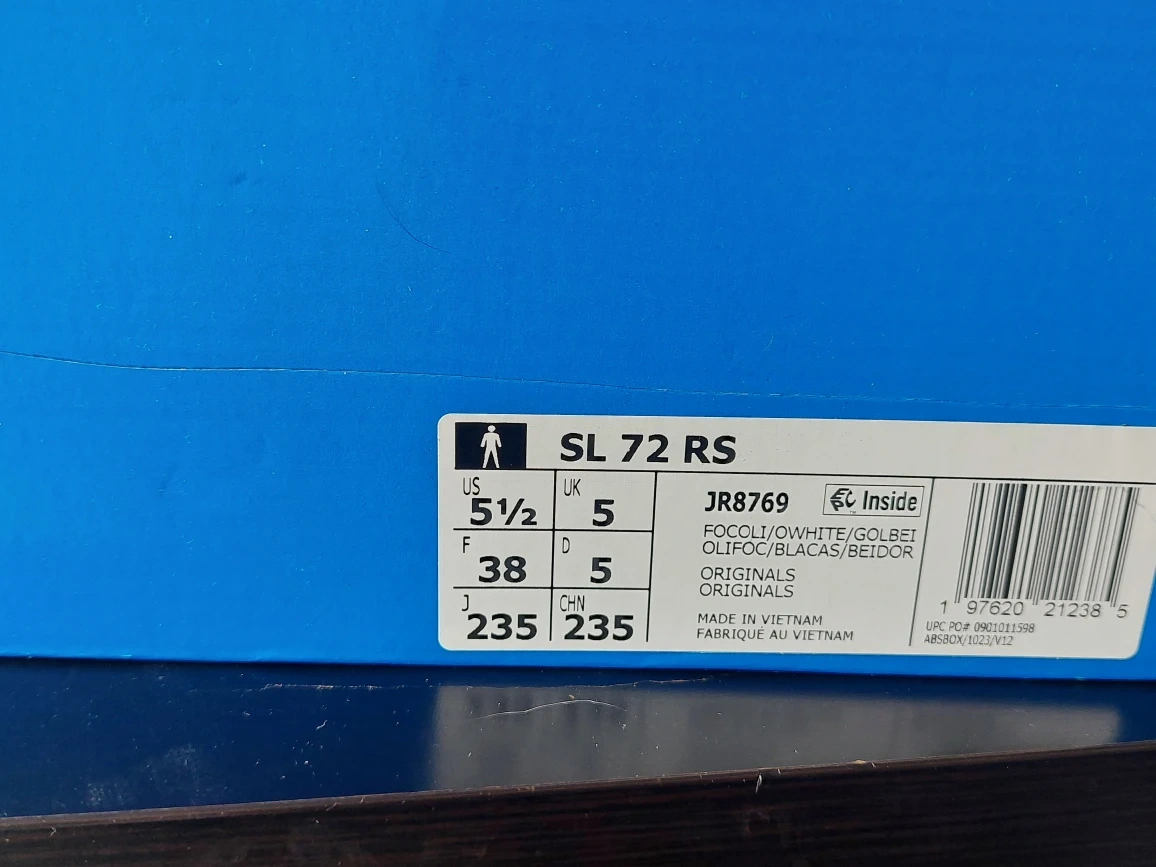 SL 72 RS
US
5½
UK
5
F
38
D
5
J
235
CHN
235
JR8769
Inside
FOCOLI/OWHITE/GOLBEI
OLIFOC/BLACAS/BEIDOR
ORIGINALS
ORIGINALS
MADE IN VIETNAM
FABRIQUÉ AU VIETNAM
1 97620 21238 5
UPC PO# 0901011598
ABSBOX/1023/V12